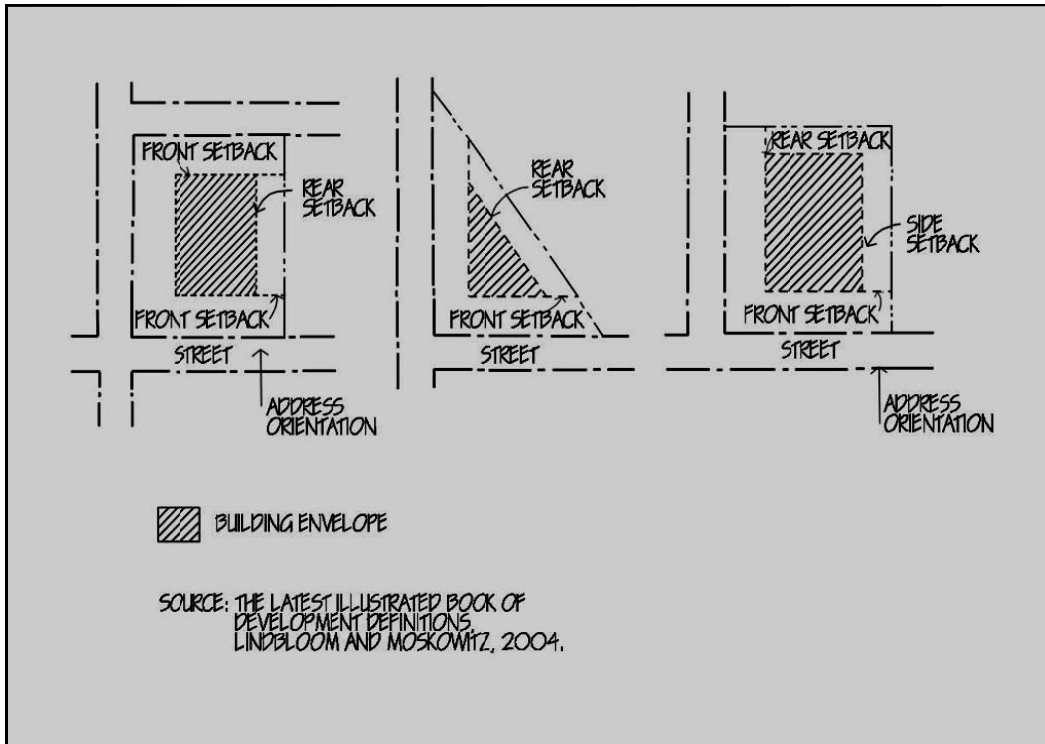 FRONT SETBACK
REAR
SETBACK
FRONT SETBACK
STREET
ADDRESS
ORIENTATION
REAR
SETBACK
FRONT SETBACK
STREET
REAR SETBACK
SIDE
SETBACK
FRONT SETBACK
STREET
ADDRESS
ORIENTATION
BUILDING ENVELOPE
SOURCE: THE LATEST ILLUSTRATED BOOK OF
DEVELOPMENT DEFINITIONS,
LINDBLOOM AND MOSKOWITZ, 2004.